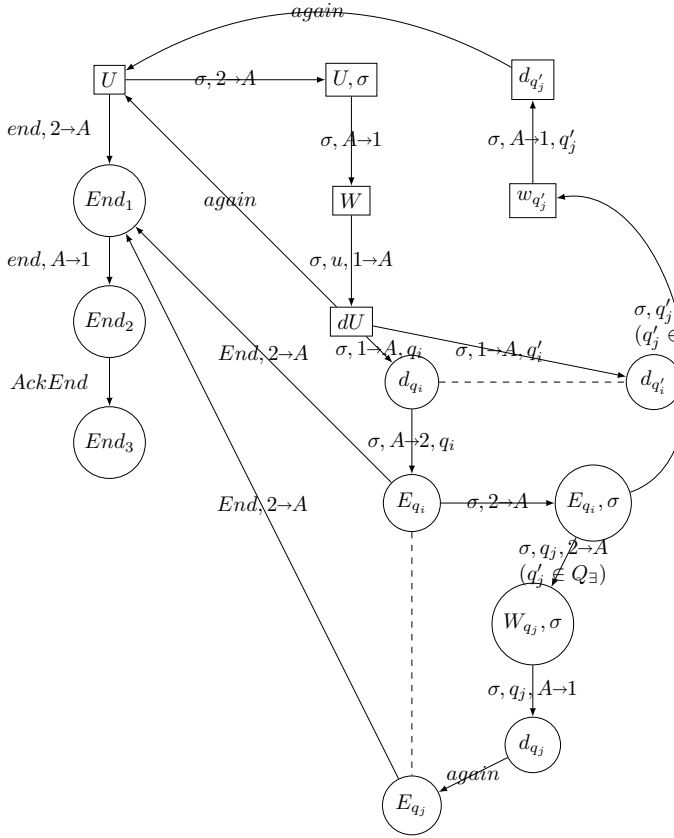 again
U
σ, 2→A
U, σ
d_{q'_j}
end, 2→A
σ, A→1
σ, A→1, q'_j
End_1
again
W
w_{q'_j}
end, A→1
σ, u, 1→A
End_2
dU
σ, q'_j
(q'_j ∈
σ, 1→A, q_i
σ, 1→A, q'_i
End, 2→A
AckEnd
d_{q_i}
d_{q'_i}
End_3
σ, A→2, q_i
End, 2→A
E_{q_i}
σ, 2→A
E_{q_i}, σ
σ, q_j, 2→A
(q'_j ∈ Q_∃)
W_{q_j}, σ
σ, q_j, A→1
d_{q_j}
again
E_{q_j}